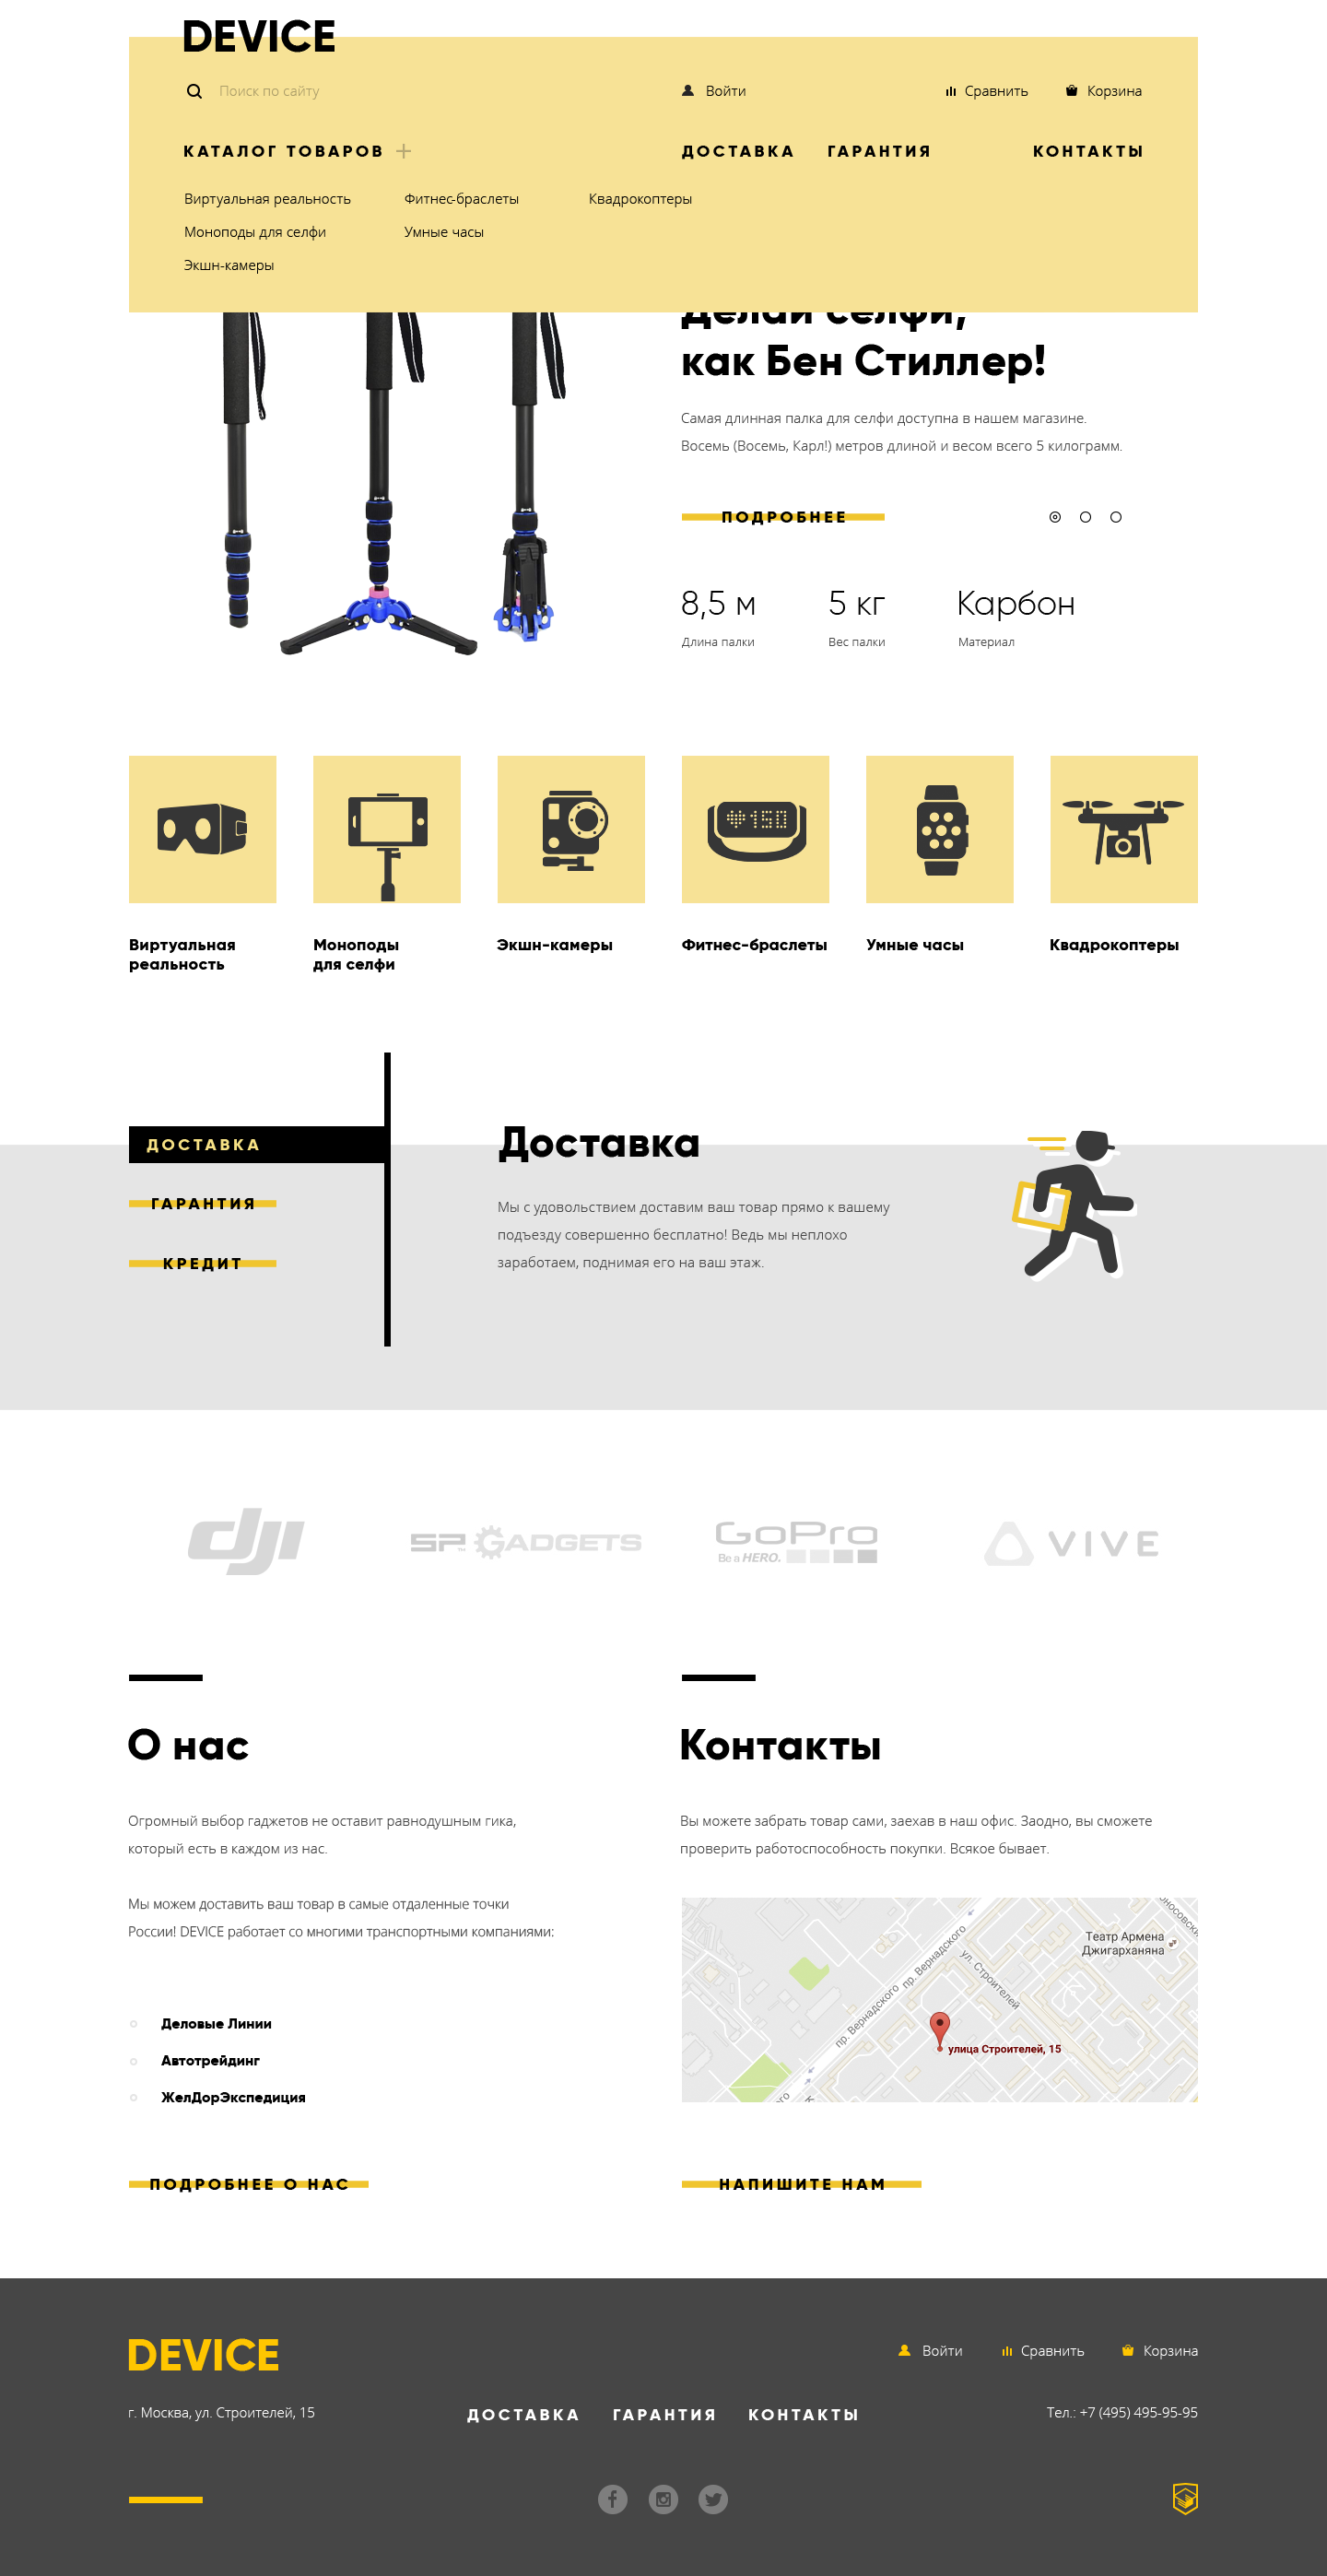 DEVICE
Поиск по сайту
Войти
Сравнить
Корзина
КАТАЛОГ ТОВАРОВ
ДОСТАВКА
ГАРАНТИЯ
КОНТАКТЫ
Виртуальная реальность
Фитнес-браслеты
Квадрокоптеры
Моноподы для селфи
Умные часы
Экшн-камеры
Делай селфи,
как Бен Стиллер!
Самая длинная палка для селфи доступна в нашем магазине.
Восемь (Восемь, Карл!) метров длиной и весом всего 5 килограмм.
ПОДРОБНЕЕ
8,5 м
5 кг
Карбон
Длина палки
Вес палки
Материал
150
Виртуальная
реальность
Моноподы
для селфи
Экшн-камеры
Фитнес-браслеты
Умные часы
Квадрокоптеры
ДОСТАВКА
ГАРАНТИЯ
КРЕДИТ
Доставка
Мы с удовольствием доставим ваш товар прямо к вашему
подъезду совершенно бесплатно! Ведь мы неплохо
заработаем, поднимая его на ваш этаж.
dji
SP GADGETS
GoPro
Be a HERO.
VIVE
О нас
Огромный выбор гаджетов не оставит равнодушным гика,
который есть в каждом из нас.
Мы можем доставить ваш товар в самые отдаленные точки
России! DEVICE работает со многими транспортными компаниями:
Деловые Линии
Автотрейдинг
ЖелДорЭкспедиция
ПОДРОБНЕЕ О НАС
Контакты
Вы можете забрать товар сами, заехав в наш офис. Заодно, вы сможете
проверить работоспособность покупки. Всякое бывает.
Театр Армена
Джигарханяна
пр. Вернадского
ул. Строителей
пр. Вернадского
улица Строителей, 15
НАПИШИТЕ НАМ
DEVICE
Войти
Сравнить
Корзина
г. Москва, ул. Строителей, 15
ДОСТАВКА
ГАРАНТИЯ
КОНТАКТЫ
Тел.: +7 (495) 495-95-95